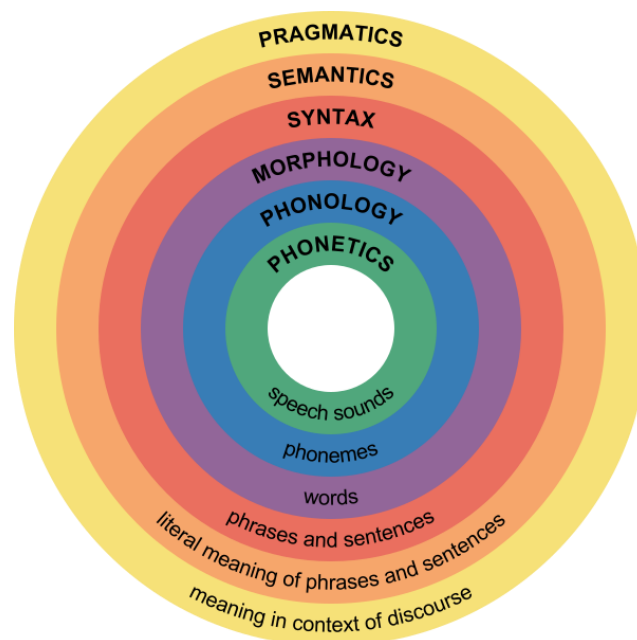 PRAGMATICS
SEMANTICS
SYNTAX
MORPHOLOGY
PHONOLOGY
PHONETICS
speech sounds
phonemes
words
phrases and sentences
literal meaning of phrases and sentences
meaning in context of discourse